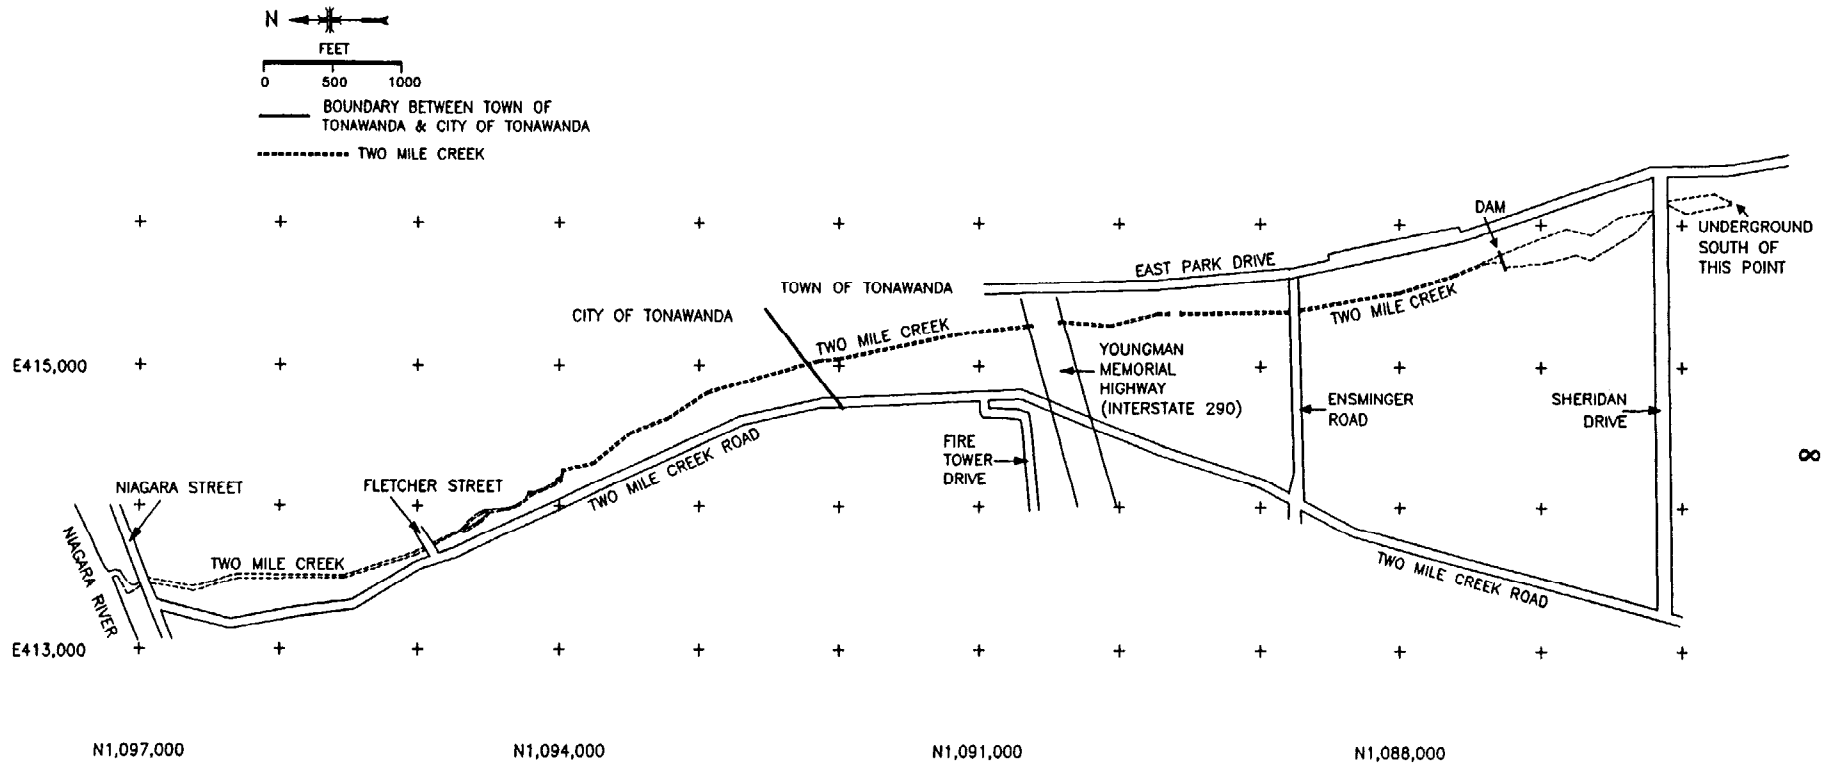 N
FEET
0 500 1000
BOUNDARY BETWEEN TOWN OF
TONAWANDA & CITY OF TONAWANDA
TWO MILE CREEK
DAM
UNDERGROUND
SOUTH OF
THIS POINT
EAST PARK DRIVE
TOWN OF TONAWANDA
CITY OF TONAWANDA
TWO MILE CREEK
TWO MILE CREEK
E415,000
YOUNGMAN
MEMORIAL
HIGHWAY
(INTERSTATE 290)
ENSMINGER
ROAD
SHERIDAN
DRIVE
FIRE
TOWER
DRIVE
TWO MILE CREEK ROAD
8
NIAGARA STREET
FLETCHER STREET
NIAGARA RIVER
TWO MILE CREEK
TWO MILE CREEK ROAD
E413,000
N1,097,000
N1,094,000
N1,091,000
N1,088,000